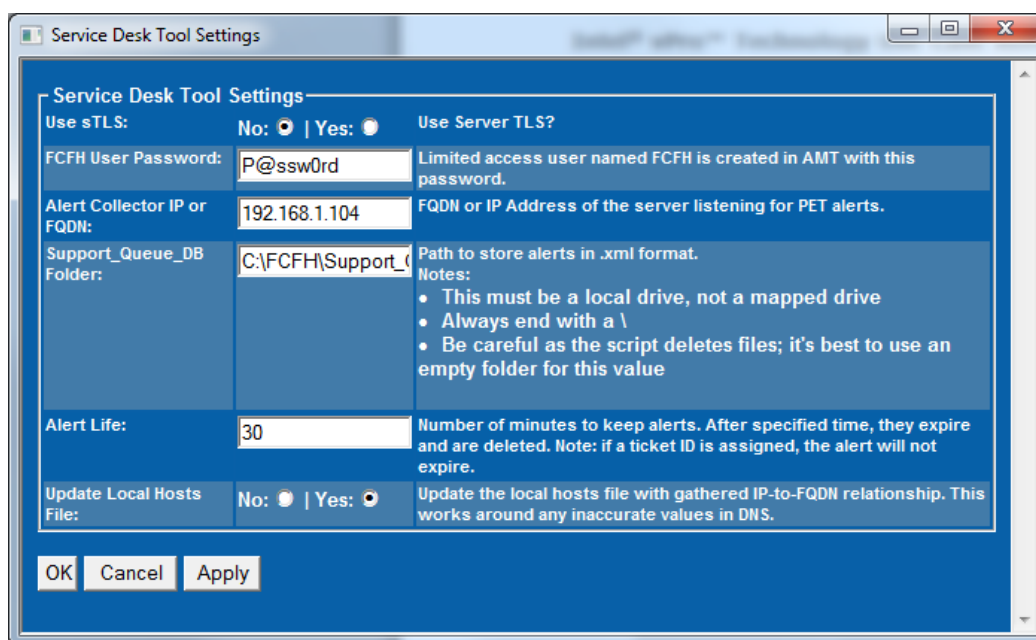 Service Desk Tool Settings
Service Desk Tool Settings
Use sTLS: No: | Yes: Use Server TLS?
FCFH User Password: P@ssw0rd Limited access user named FCFH is created in AMT with this
password.
Alert Collector IP or
FQDN:
192.168.1.104 FQDN or IP Address of the server listening for PET alerts.
Support_Queue_DB
Folder:
C:\FCFH\Support_
Path to store alerts in .xml format.
Notes:
• This must be a local drive, not a mapped drive
• Always end with a \
• Be careful as the script deletes files; it's best to use an
empty folder for this value
Alert Life: 30 Number of minutes to keep alerts. After specified time, they expire
and are deleted. Note: if a ticket ID is assigned, the alert will not
expire.
Update Local Hosts
File:
No: | Yes: Update the local hosts file with gathered IP-to-FQDN relationship. This
works around any inaccurate values in DNS.
OK Cancel Apply